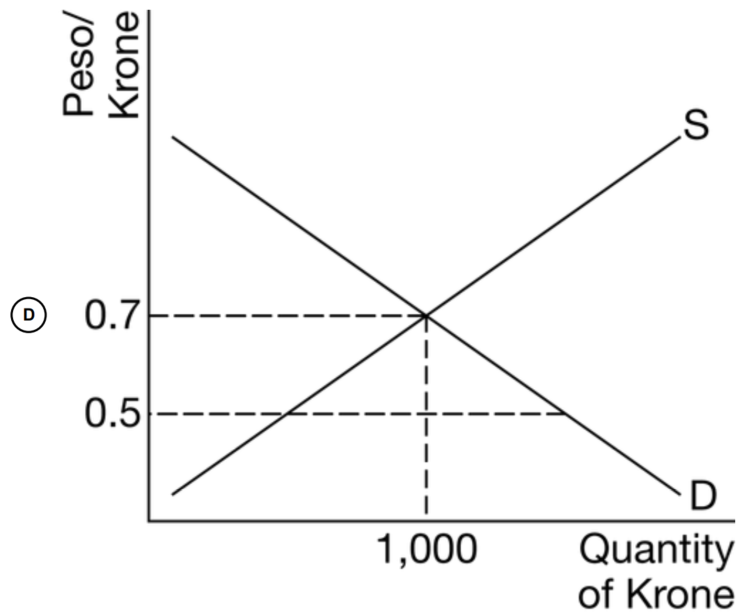 Peso/
Krone
S
D
0.7
0.5
D
1,000
Quantity
of Krone